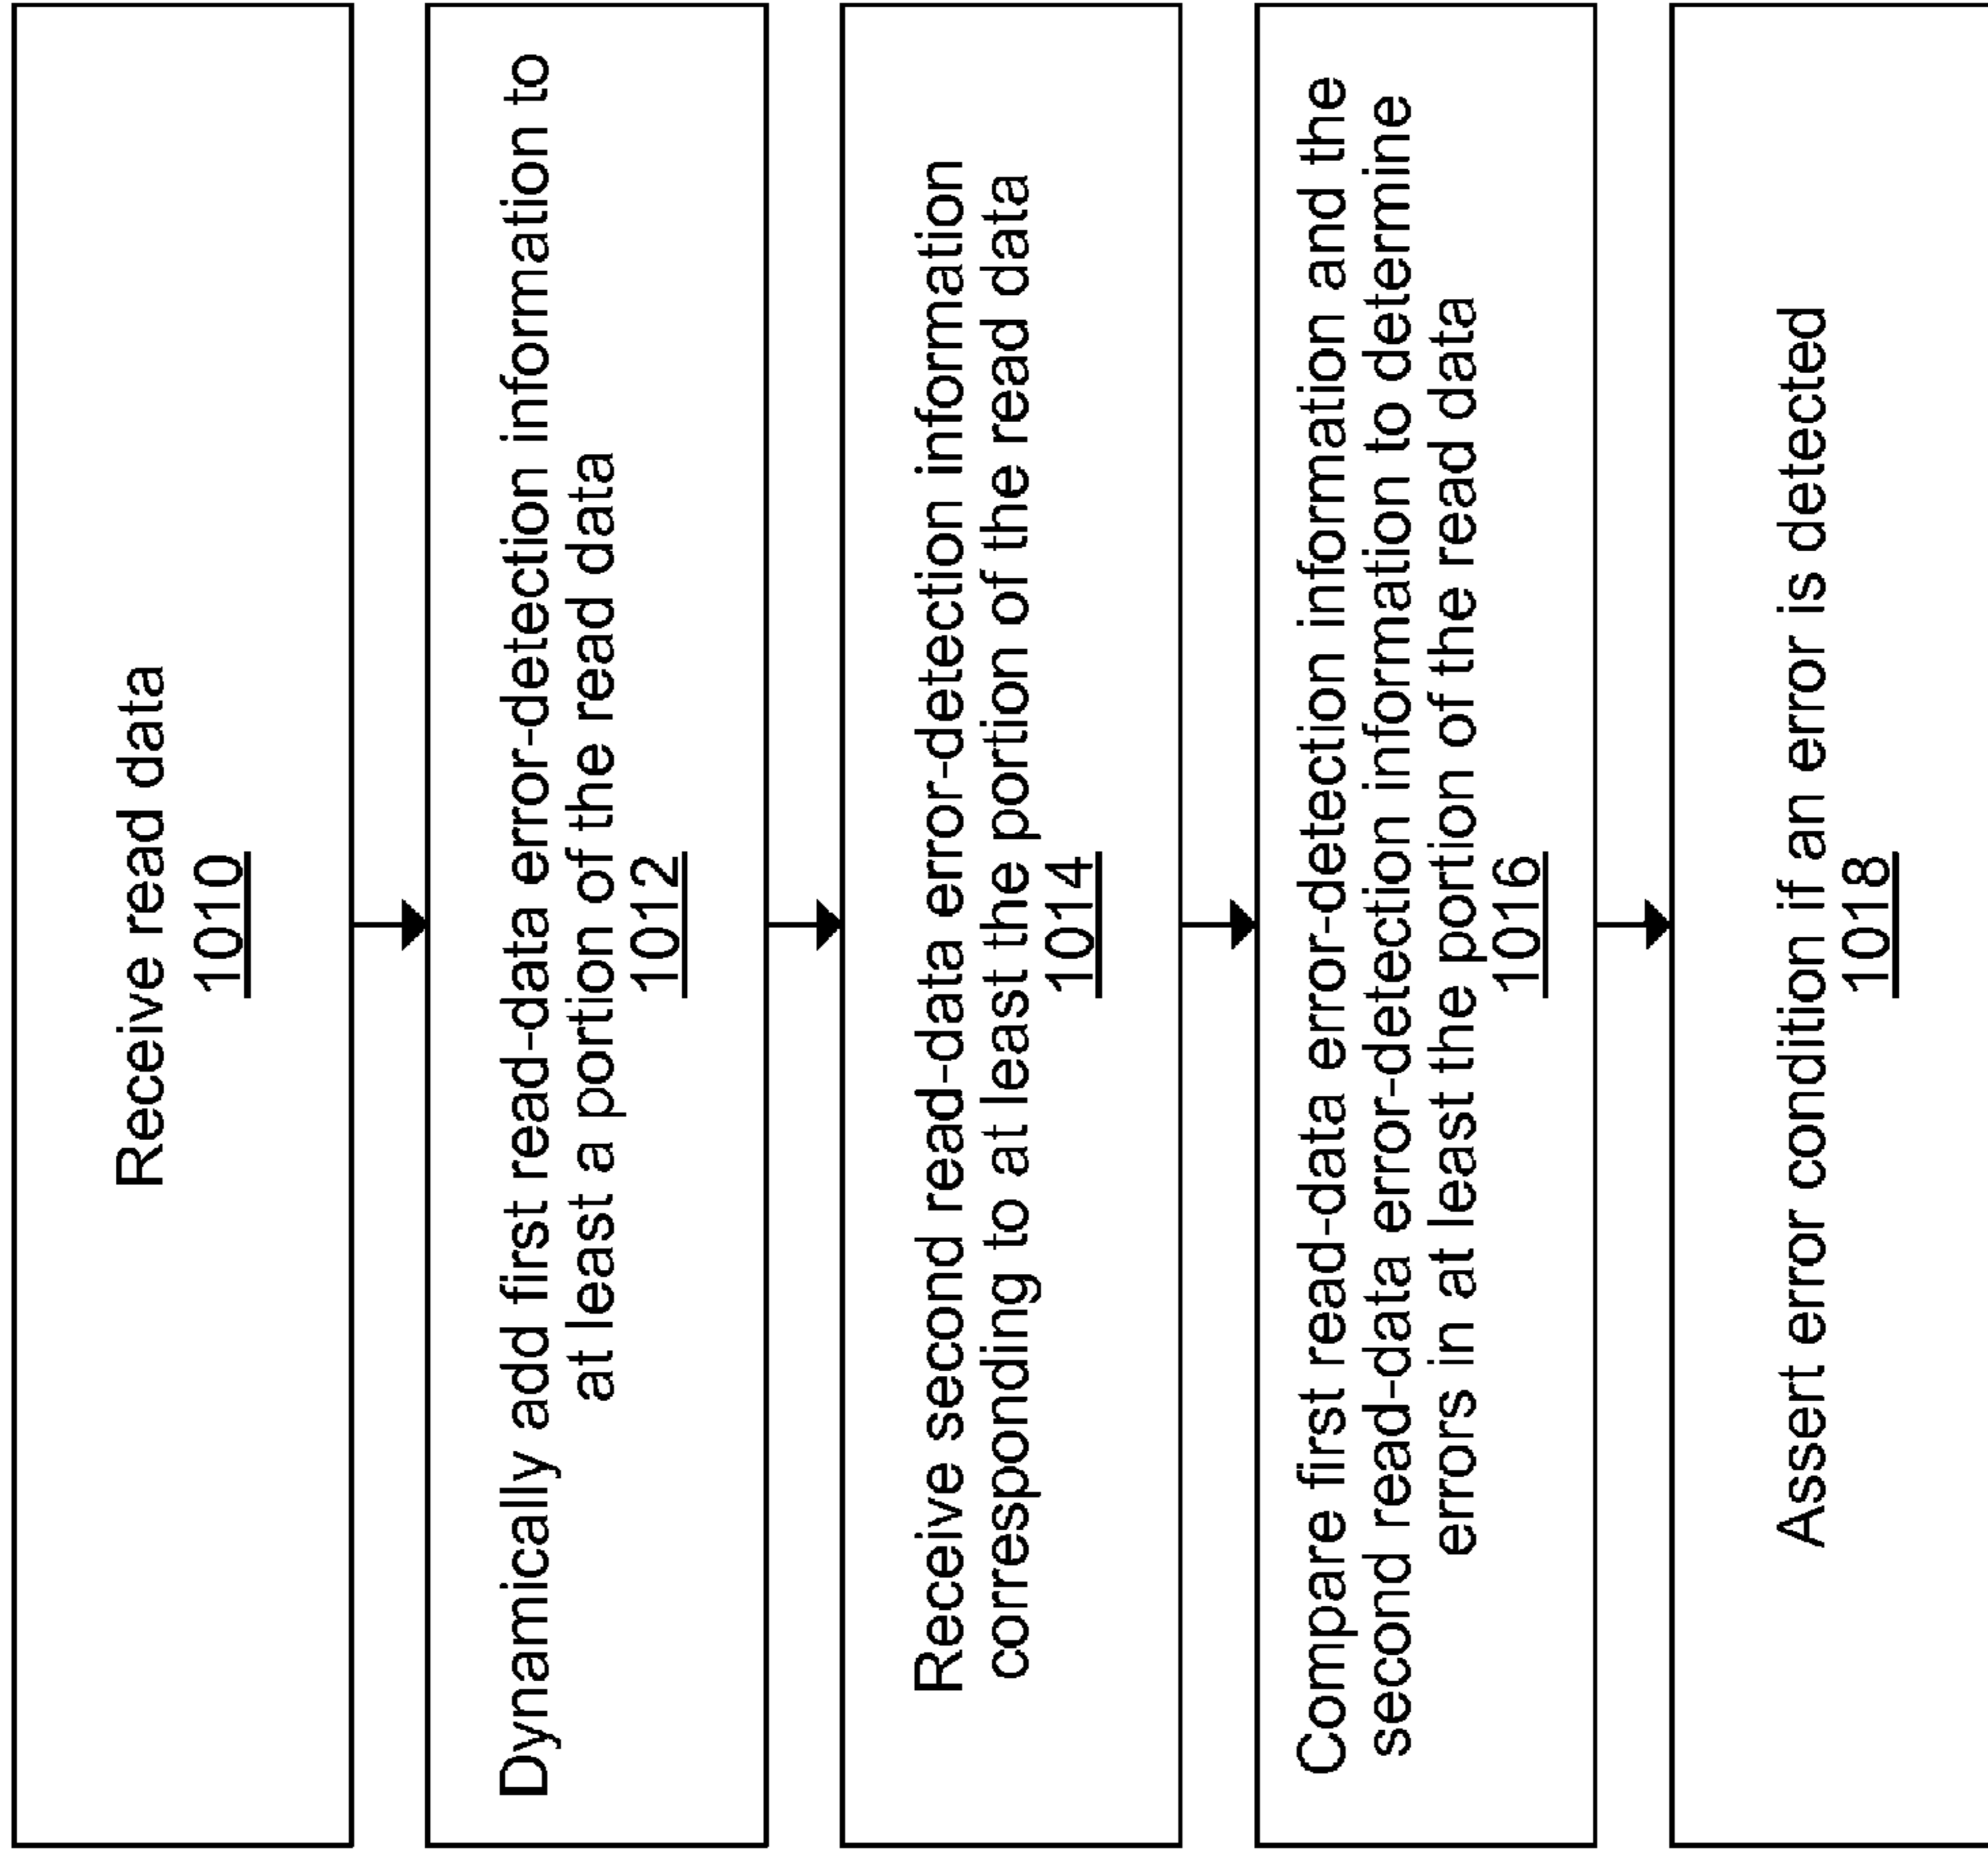 Receive read data
1010
Dynamically add first read-data error-detection information to
at least a portion of the read data
1012
Receive second read-data error-detection information
corresponding to at least the portion of the read data
1014
Compare first read-data error-detection information and the
second read-data error-detection information to determine
errors in at least the portion of the read data
1016
Assert error condition if an error is detected
1018